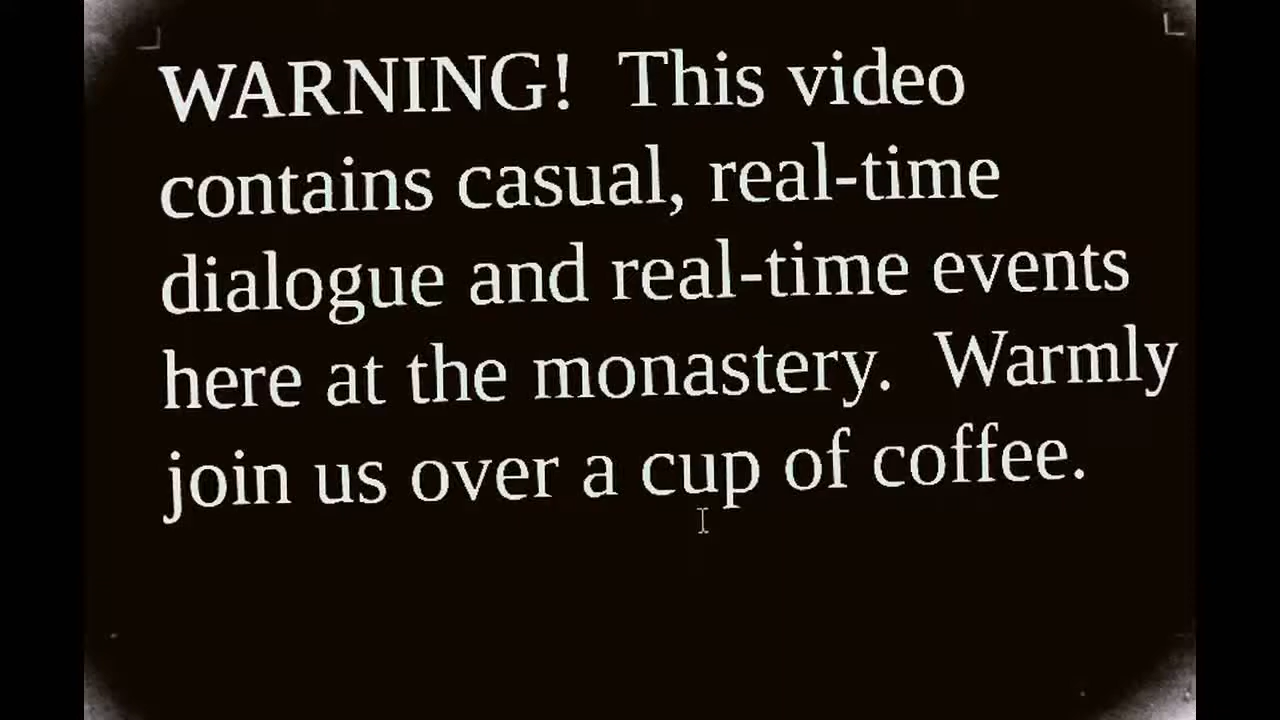 WARNING!  This video
contains casual, real-time
dialogue and real-time events
here at the monastery.  Warmly
join us over a cup of coffee.